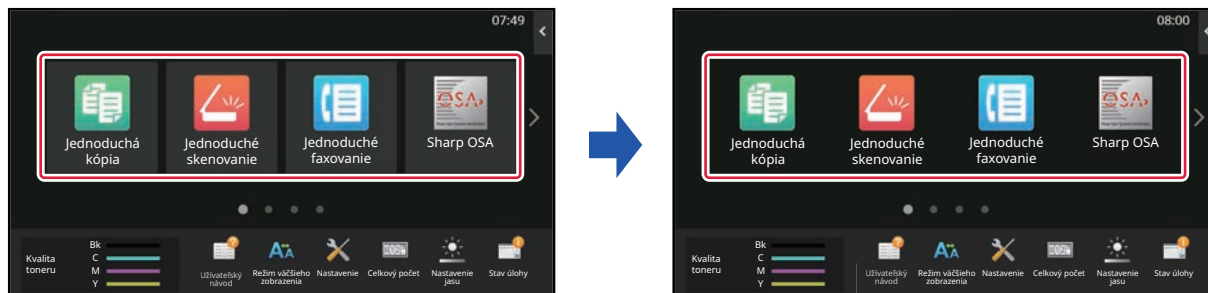 07:49
Jednoduchá
kópia
Jednoduché
skenovanie
Jednoduché
faxovanie
OSA
Sharp OSA
Kvalita
toneru
Bk
C
M
Y
Užívateľský
návod
Režim väčšieho
zobrazenia
Nastavenie
Celkový počet
Nastavenie
jasu
Stav úlohy
08:00
Jednoduchá
kópia
Jednoduché
skenovanie
Jednoduché
faxovanie
OSA
Sharp OSA
Kvalita
toneru
Bk
C
M
Y
Užívateľský
návod
Režim väčšieho
zobrazenia
Nastavenie
Celkový počet
Nastavenie
jasu
Stav úlohy